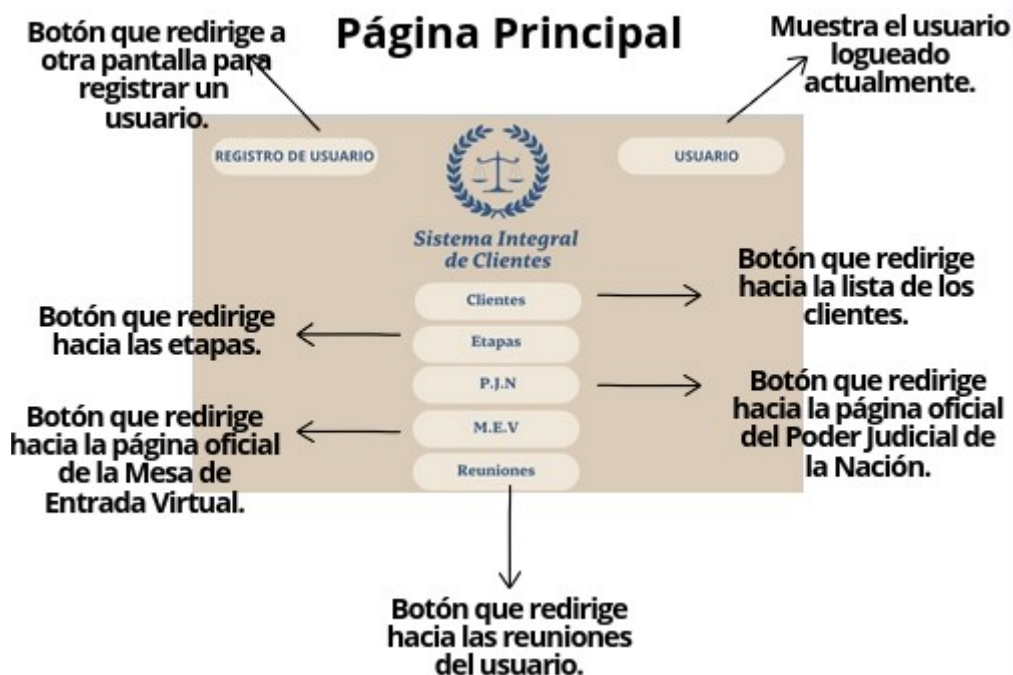 Página Principal
Botón que redirige a
otra pantalla para
registrar un
usuario.
Muestra el usuario
logueado
actualmente.
REGISTRO DE USUARIO
USUARIO
Sistema Integral
de Clientes
Clientes
Etapas
P.J.N
M.E.V
Reuniones
Botón que redirige
hacia la lista de los
clientes.
Botón que redirige
hacia las etapas.
Botón que redirige
hacia la página oficial
del Poder Judicial de
la Nación.
Botón que redirige
hacia la página oficial
de la Mesa de
Entrada Virtual.
Botón que redirige
hacia las reuniones
del usuario.